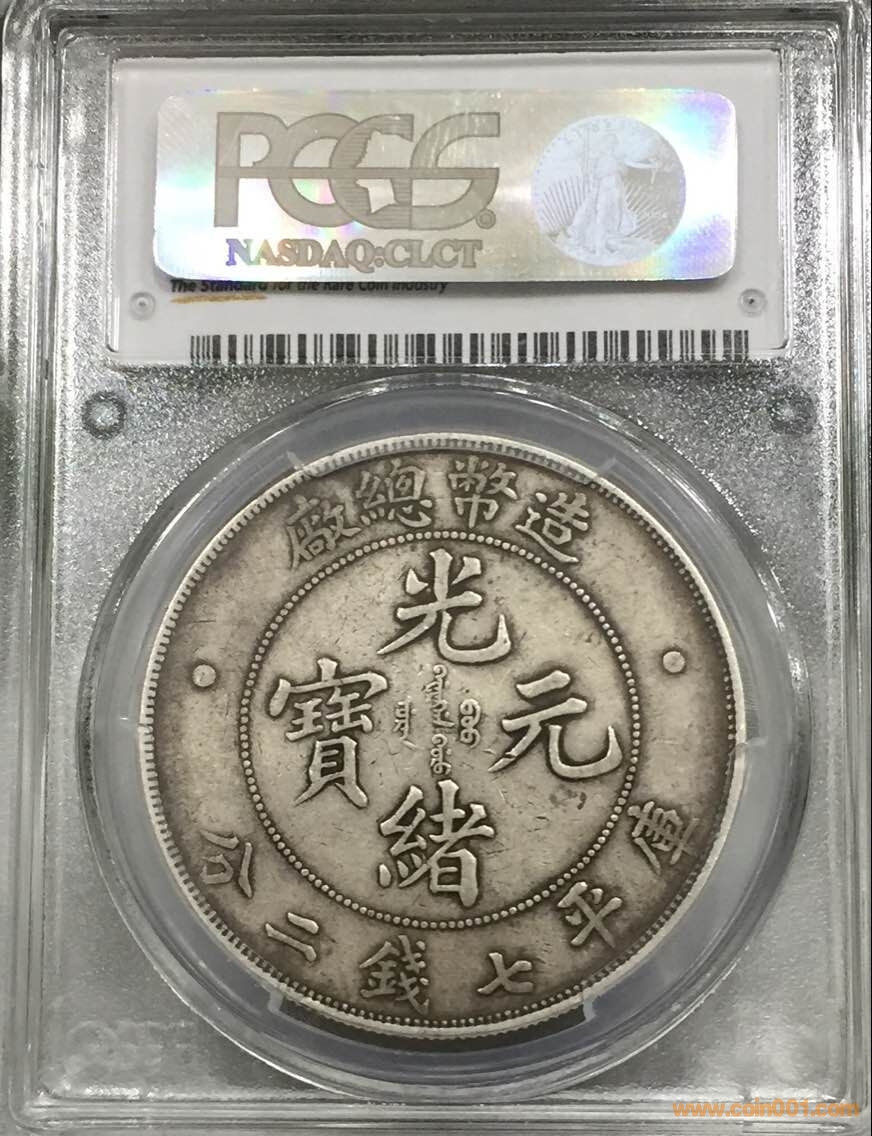 PCGS
NASDAQ:CLCT
The Standard for the Rare Coin Industry
造幣總廠
光緒元寶
庫平七錢二分
www.coin001.com